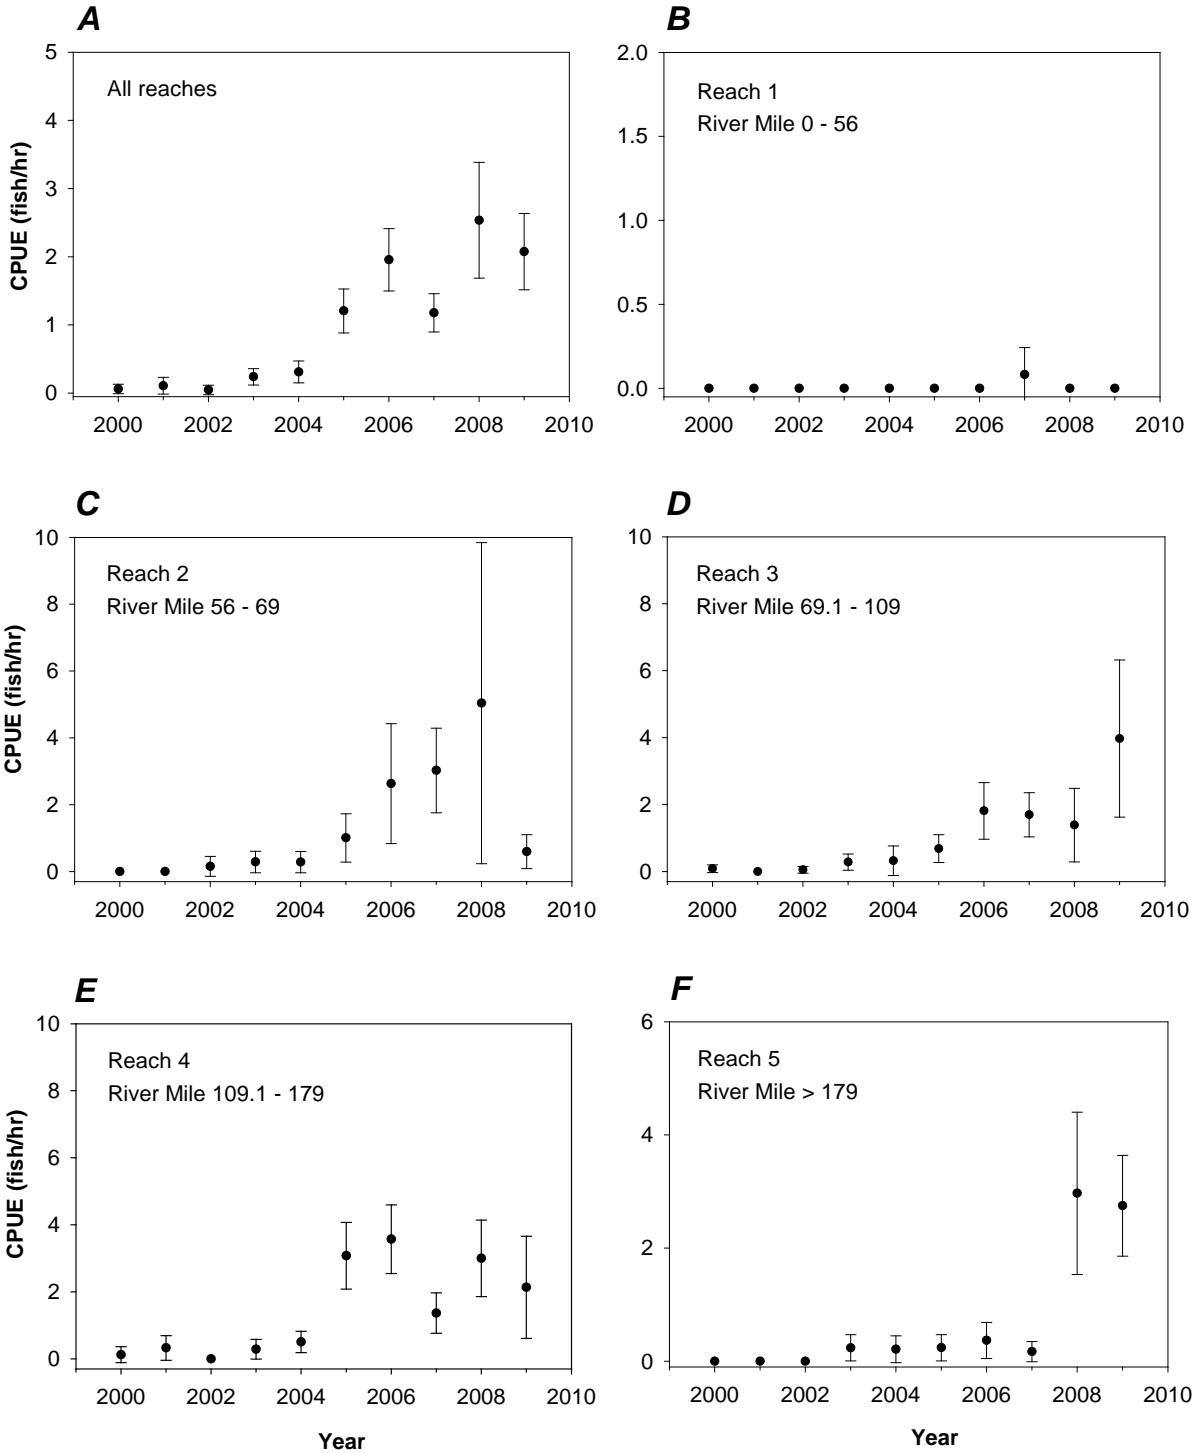 A
5
4
3
2
1
0
All reaches
CPUE (fish/hr)
2000 2002 2004 2006 2008 2010
B
2.0
1.5
1.0
0.5
0.0
Reach 1
River Mile 0 - 56
2000 2002 2004 2006 2008 2010
C
10
8
6
4
2
0
Reach 2
River Mile 56 - 69
CPUE (fish/hr)
2000 2002 2004 2006 2008 2010
D
10
8
6
4
2
0
Reach 3
River Mile 69.1 - 109
2000 2002 2004 2006 2008 2010
E
10
8
6
4
2
0
Reach 4
River Mile 109.1 - 179
CPUE (fish/hr)
2000 2002 2004 2006 2008 2010
Year
F
6
4
2
0
Reach 5
River Mile > 179
2000 2002 2004 2006 2008 2010
Year